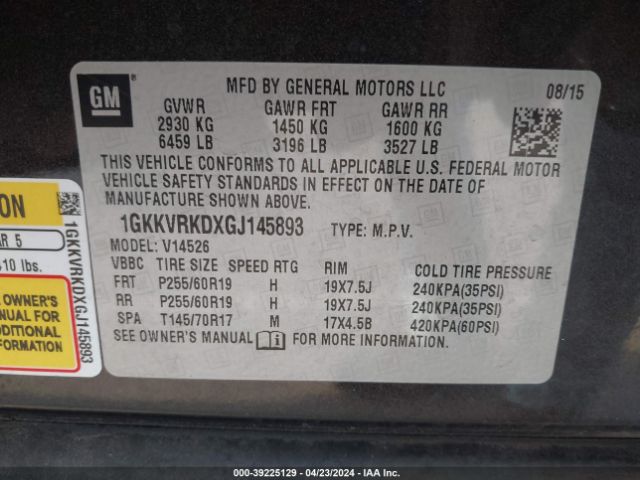 GM
MFD BY GENERAL MOTORS LLC 08/15
GVWR GAWR FRT GAWR RR
2930 KG 1450 KG 1600 KG
6459 LB 3196 LB 3527 LB
THIS VEHICLE CONFORMS TO ALL APPLICABLE U.S. FEDERAL MOTOR
VEHICLE SAFETY STANDARDS IN EFFECT ON THE DATE OF
MANUFACTURE SHOWN ABOVE.
1GKKVRKDXGJ145893 TYPE: M.P.V.
MODEL: V14526
VBBC TIRE SIZE SPEED RTG RIM COLD TIRE PRESSURE
FRT P255/60R19 H 19X7.5J 240KPA(35PSI)
RR P255/60R19 H 19X7.5J 240KPA(35PSI)
SPA T145/70R17 M 17X4.5B 420KPA(60PSI)
SEE OWNER'S MANUAL FOR MORE INFORMATION.
ON
AR 5
10 lbs.
OWNER'S
MANUAL FOR
ADDITIONAL
1GKKVRKDXGJ145893
000-39225129 - 04/23/2024 - IAAI.COM